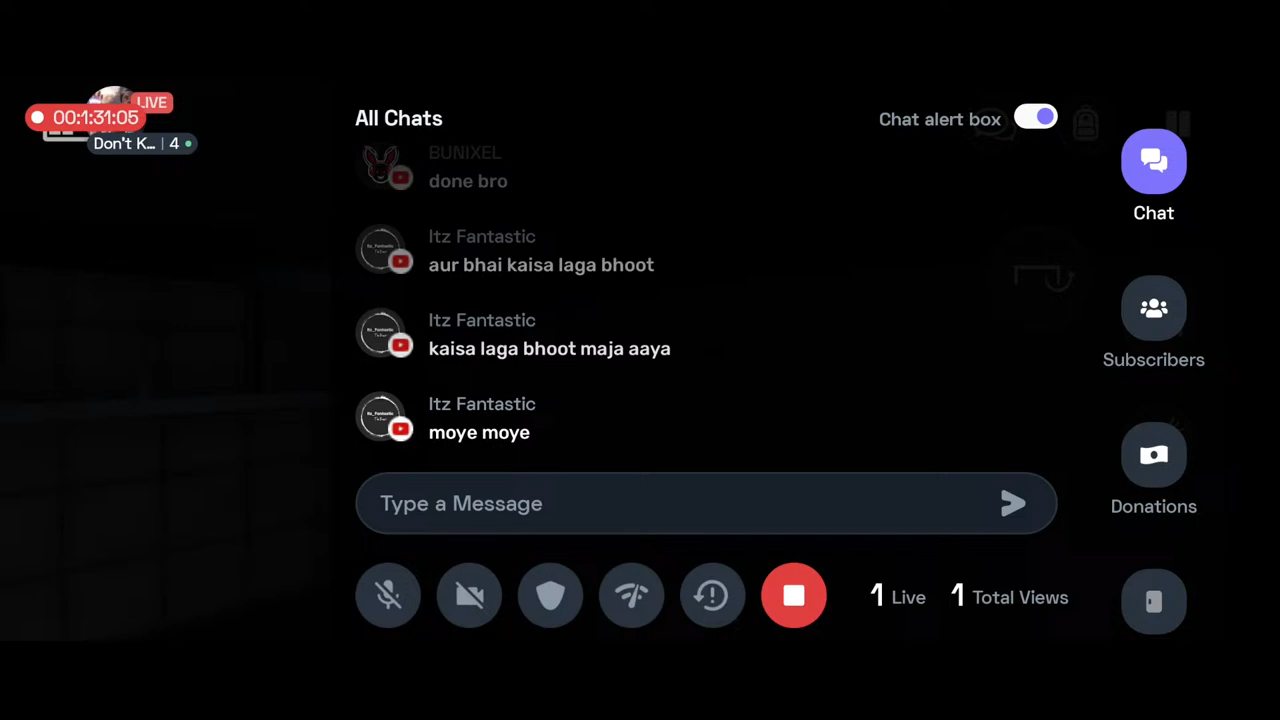 LIVE
00:1:31:05
Don't K... | 4
All Chats
Chat alert box
BUNIXEL
done bro
Itz Fantastic
aur bhai kaisa laga bhoot
Itz Fantastic
kaisa laga bhoot maja aaya
Itz Fantastic
moye moye
Type a Message
1 Live 1 Total Views
Chat
Subscribers
Donations